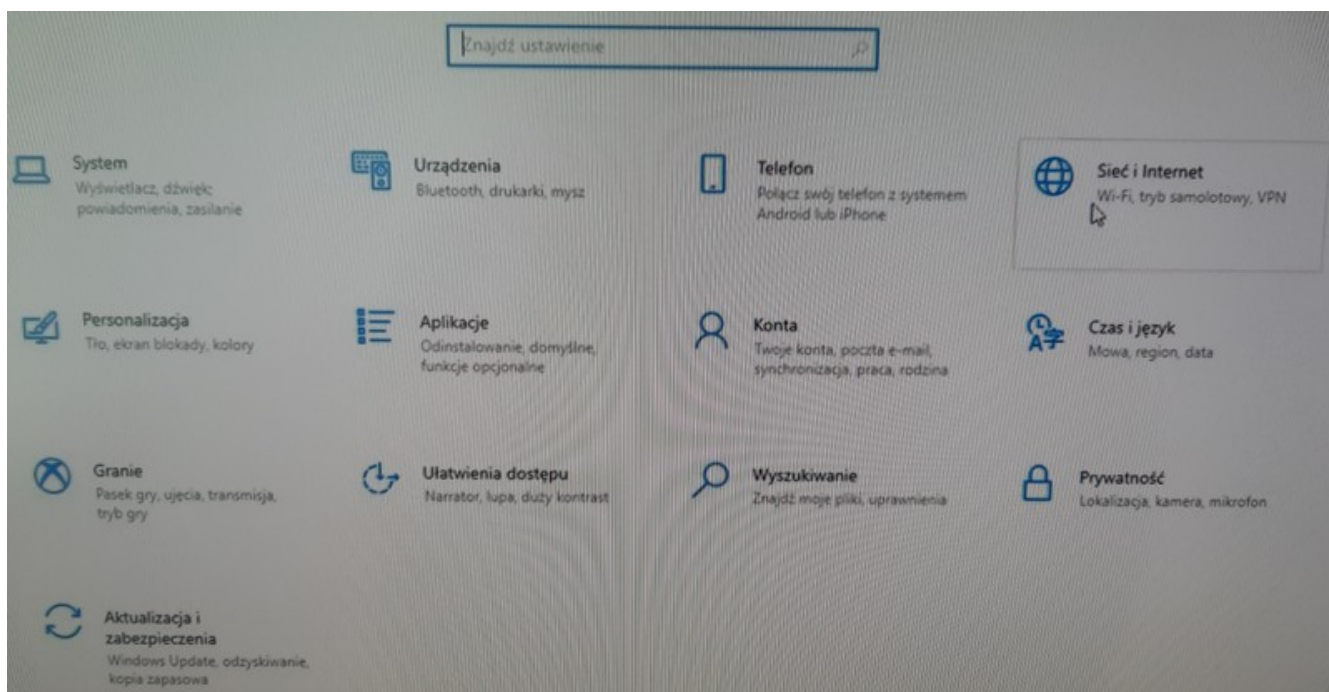 Znajdź ustawienie
System
Wyświetlacz, dźwięk,
powiadomienia, zasilanie
Urządzenia
Bluetooth, drukarki, mysz
Telefon
Połącz swój telefon z systemem
Android lub iPhone
Sieć i Internet
Wi-Fi, tryb samolotowy, VPN
Personalizacja
Tło, ekran blokady, kolory
Aplikacje
Odinstalowanie, domyślne,
funkcje opcjonalne
Konta
Twoje konta, poczta e-mail,
synchronizacja, praca, rodzina
Czas i język
Mowa, region, data
Granie
Pasek gry, ujęcia, transmisja,
tryb gry
Ułatwienia dostępu
Narrator, lupa, duży kontrast
Wyszukiwanie
Znajdź moje pliki, uprawnienia
Prywatność
Lokalizacja, kamera, mikrofon
Aktualizacja i
zabezpieczenia
Windows Update, odzyskiwanie,
kopia zapasowa